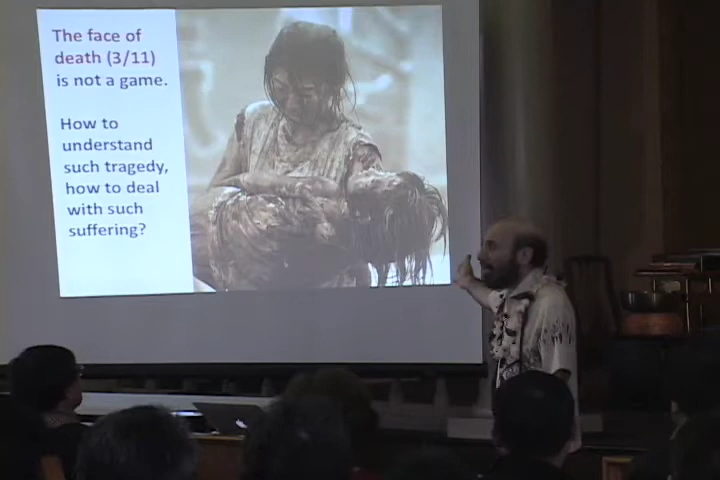 The face of
death (3/11)
is not a game.
How to
understand
such tragedy,
how to deal
with such
suffering?